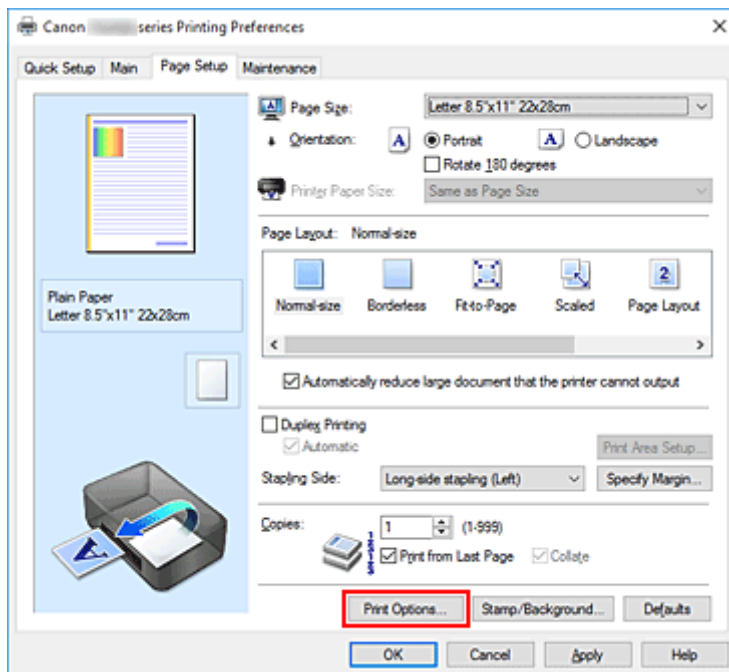 Canon series Printing Preferences
Quick Setup Main Page Setup Maintenance
Page Size: Letter 8.5"x11" 22x28cm
Orientation: A Portrait A Landscape
Rotate 180 degrees
Printer Paper Size: Same as Page Size
Page Layout: Normal-size
2
Normal-size Borderless Fit-to-Page Scaled Page Layout
Plain Paper
Letter 8.5"x11" 22x28cm
Automatically reduce large document that the printer cannot output
Duplex Printing
Automatic
Print Area Setup...
Stapling Side: Long-side stapling (Left) Specify Margin...
Copies: 1 (1-999)
Print from Last Page Collate
A
Print Options... Stamp/Background... Defaults
OK Cancel Apply Help